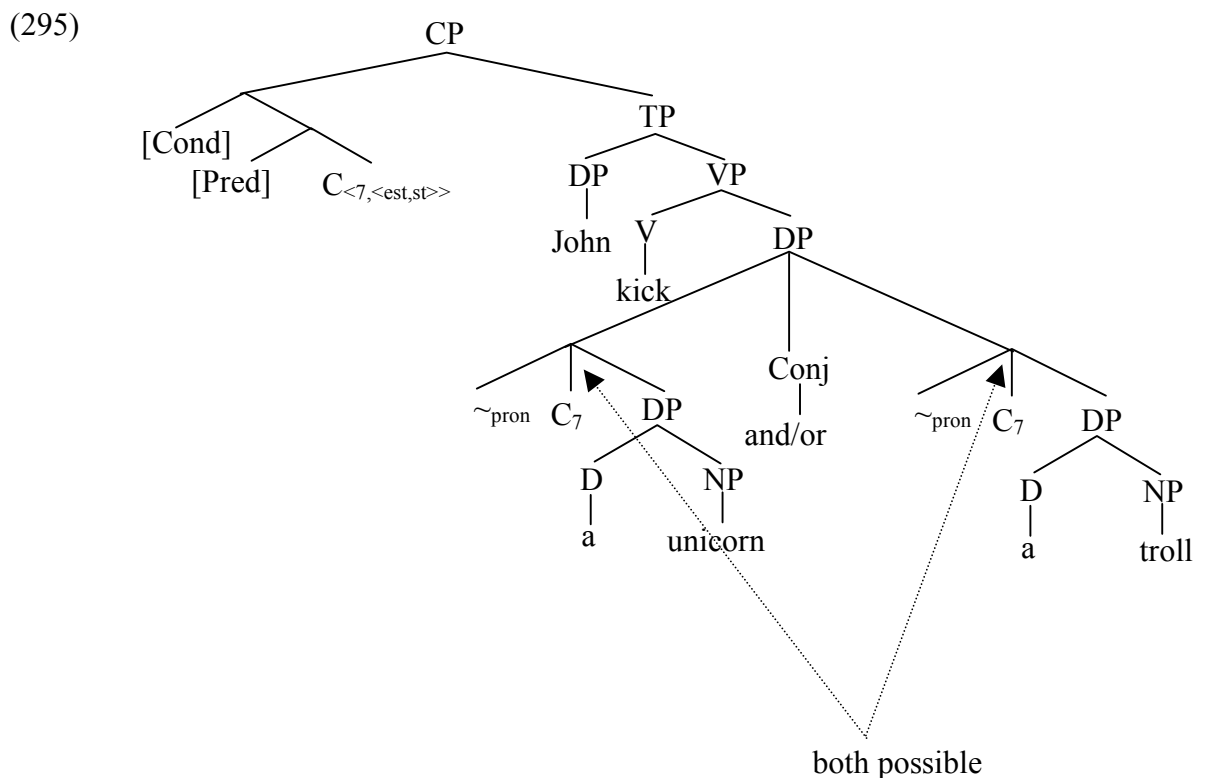 (295)
CP
TP
[Cond]
DP VP
[Pred] C<7,<est,st>>
John V DP
kick
Conj
~pron C7 DP and/or ~pron C7 DP
D NP D NP
a unicorn a troll
both possible